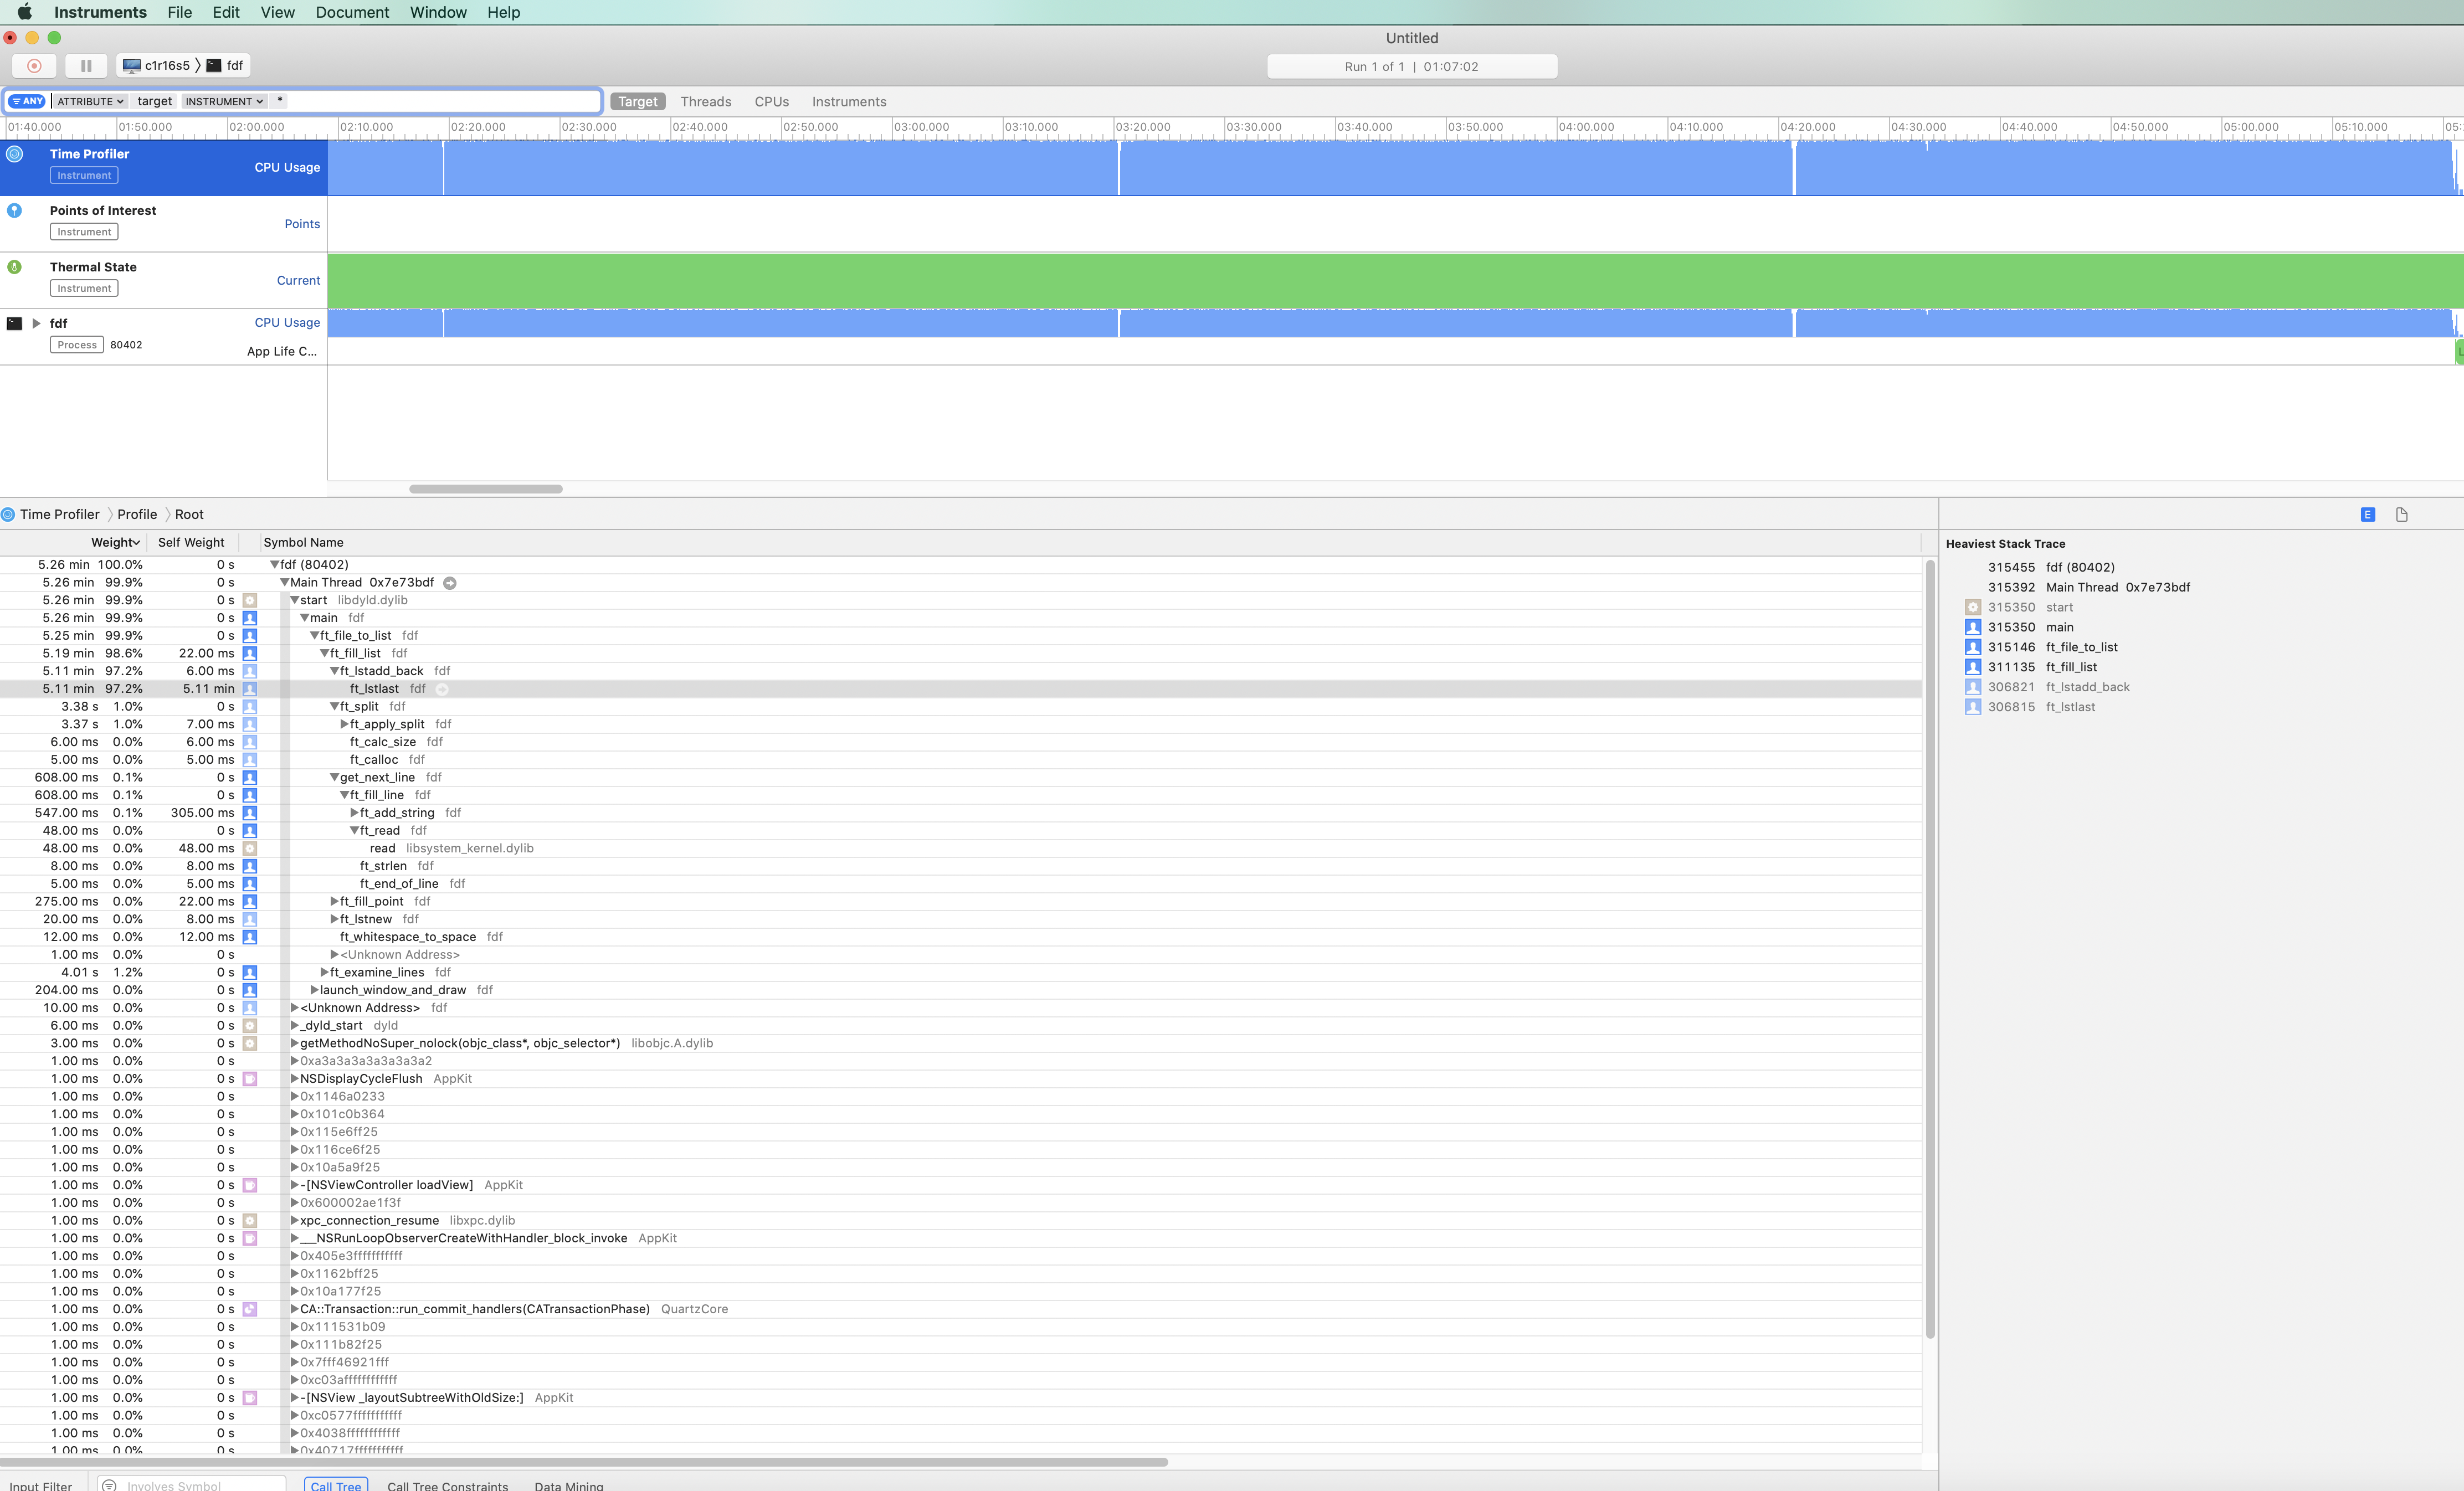 Instruments File Edit View Document Window Help
Untitled
c1r16s5 〉 fdf
Run 1 of 1 | 01:07:02
ANY ATTRIBUTE target INSTRUMENT *
Target Threads CPUs Instruments
01:40.000 01:50.000 02:00.000 02:10.000 02:20.000 02:30.000 02:40.000 02:50.000 03:00.000 03:10.000 03:20.000 03:30.000 03:40.000 03:50.000 04:00.000 04:10.000 04:20.000 04:30.000 04:40.000 04:50.000 05:00.000 05:10.000 05:
Time Profiler
Instrument
CPU Usage
Points of Interest
Instrument
Points
Thermal State
Instrument
Current
fdf
Process 80402
CPU Usage
App Life C...
Time Profiler 〉 Profile 〉 Root
E
Weight Self Weight Symbol Name
5.26 min 100.0% 0 s fdf (80402)
5.26 min 99.9% 0 s Main Thread 0x7e73bdf
5.26 min 99.9% 0 s start libdyld.dylib
5.26 min 99.9% 0 s main fdf
5.25 min 99.9% 0 s ft_file_to_list fdf
5.19 min 98.6% 22.00 ms ft_fill_list fdf
5.11 min 97.2% 6.00 ms ft_lstadd_back fdf
5.11 min 97.2% 5.11 min ft_lstlast fdf
3.38 s 1.0% 0 s ft_split fdf
3.37 s 1.0% 7.00 ms ft_apply_split fdf
6.00 ms 0.0% 6.00 ms ft_calc_size fdf
5.00 ms 0.0% 5.00 ms ft_calloc fdf
608.00 ms 0.1% 0 s get_next_line fdf
608.00 ms 0.1% 0 s ft_fill_line fdf
547.00 ms 0.1% 305.00 ms ft_add_string fdf
48.00 ms 0.0% 0 s ft_read fdf
48.00 ms 0.0% 48.00 ms read libsystem_kernel.dylib
8.00 ms 0.0% 8.00 ms ft_strlen fdf
5.00 ms 0.0% 5.00 ms ft_end_of_line fdf
275.00 ms 0.0% 22.00 ms ft_fill_point fdf
20.00 ms 0.0% 8.00 ms ft_lstnew fdf
12.00 ms 0.0% 12.00 ms ft_whitespace_to_space fdf
1.00 ms 0.0% 0 s <Unknown Address>
4.01 s 1.2% 0 s ft_examine_lines fdf
204.00 ms 0.0% 0 s launch_window_and_draw fdf
10.00 ms 0.0% 0 s <Unknown Address> fdf
6.00 ms 0.0% 0 s _dyld_start dyld
3.00 ms 0.0% 0 s getMethodNoSuper_nolock(objc_class*, objc_selector*) libobjc.A.dylib
1.00 ms 0.0% 0 s 0xa3a3a3a3a3a3a3a2
1.00 ms 0.0% 0 s NSDisplayCycleFlush AppKit
1.00 ms 0.0% 0 s 0x1146a0233
1.00 ms 0.0% 0 s 0x101c0b364
1.00 ms 0.0% 0 s 0x115e6ff25
1.00 ms 0.0% 0 s 0x116ce6f25
1.00 ms 0.0% 0 s 0x10a5a9f25
1.00 ms 0.0% 0 s -[NSViewController loadView] AppKit
1.00 ms 0.0% 0 s 0x600002ae1f3f
1.00 ms 0.0% 0 s xpc_connection_resume libxpc.dylib
1.00 ms 0.0% 0 s ___NSRunLoopObserverCreateWithHandler_block_invoke AppKit
1.00 ms 0.0% 0 s 0x405e3fffffffffff
1.00 ms 0.0% 0 s 0x1162bff25
1.00 ms 0.0% 0 s 0x10a177f25
1.00 ms 0.0% 0 s CA::Transaction::run_commit_handlers(CATransactionPhase) QuartzCore
1.00 ms 0.0% 0 s 0x111531b09
1.00 ms 0.0% 0 s 0x111b82f25
1.00 ms 0.0% 0 s 0x7fff46921fff
1.00 ms 0.0% 0 s 0xc03affffffffffff
1.00 ms 0.0% 0 s -[NSView _layoutSubtreeWithOldSize:] AppKit
1.00 ms 0.0% 0 s 0xc0577fffffffffff
1.00 ms 0.0% 0 s 0x4038ffffffffffff
1.00 ms 0.0% 0 s 0x40717fffffffffff
Heaviest Stack Trace
315455 fdf (80402)
315392 Main Thread 0x7e73bdf
315350 start
315350 main
315146 ft_file_to_list
311135 ft_fill_list
306821 ft_lstadd_back
306815 ft_lstlast
Input Filter Involves Symbol Call Tree Call Tree Constraints Data Mining